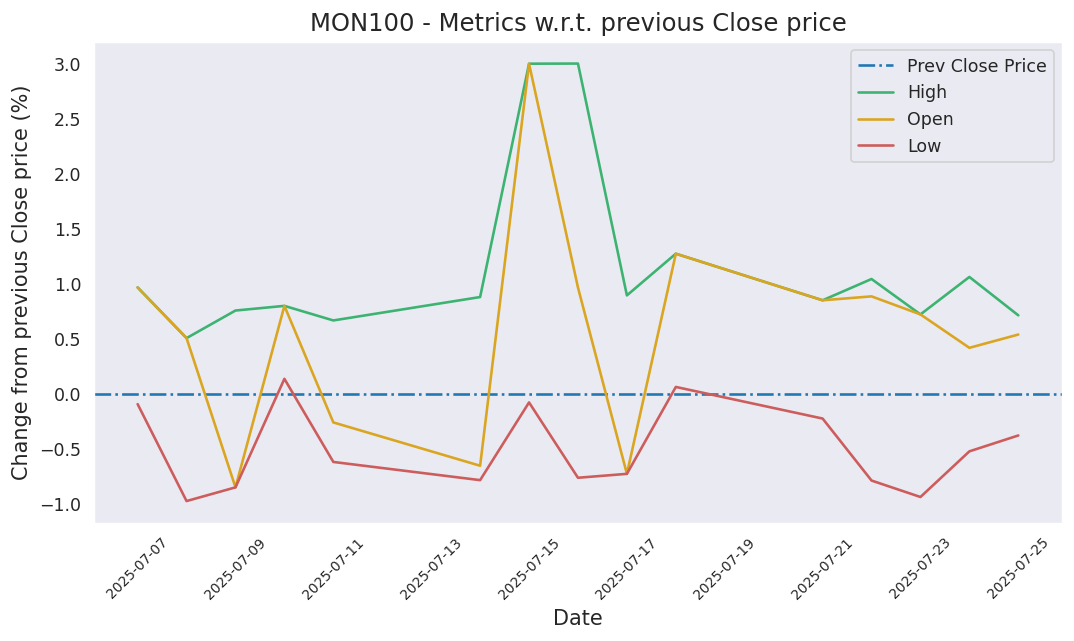 MON100 - Metrics w.r.t. previous Close price
Change from previous Close price (%)
3.0
2.5
2.0
1.5
1.0
0.5
0.0
−0.5
−1.0
Prev Close Price
High
Open
Low
2025-07-07
2025-07-09
2025-07-11
2025-07-13
2025-07-15
2025-07-17
2025-07-19
2025-07-21
2025-07-23
2025-07-25
Date